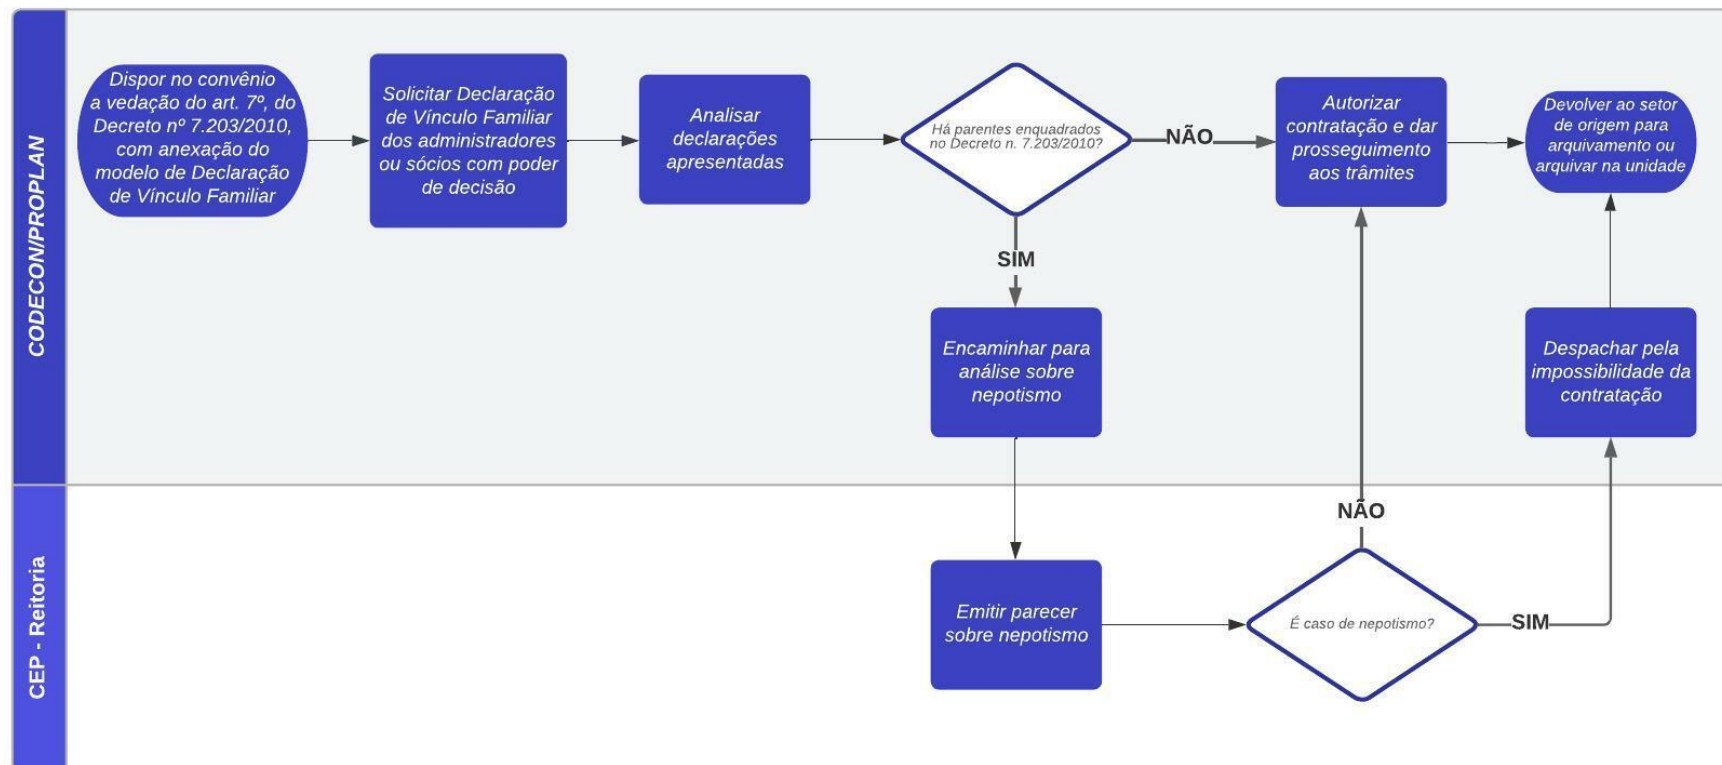 CODECON/PROPLAN
Dispor no convênio
a vedação do art. 7º, do
Decreto nº 7.203/2010,
com anexação do
modelo de Declaração
de Vínculo Familiar
Solicitar Declaração
de Vínculo Familiar
dos administradores
ou sócios com poder
de decisão
Analisar
declarações
apresentadas
Há parentes enquadrados
no Decreto n. 7.203/2010?
NÃO
Autorizar
contratação e dar
prosseguimento
aos trâmites
Devolver ao setor
de origem para
arquivamento ou
arquivar na unidade
SIM
Encaminhar para
análise sobre
nepotismo
Despachar pela
impossibilidade da
contratação
CEP - Reitoria
Emitir parecer
sobre nepotismo
É caso de nepotismo?
NÃO
SIM